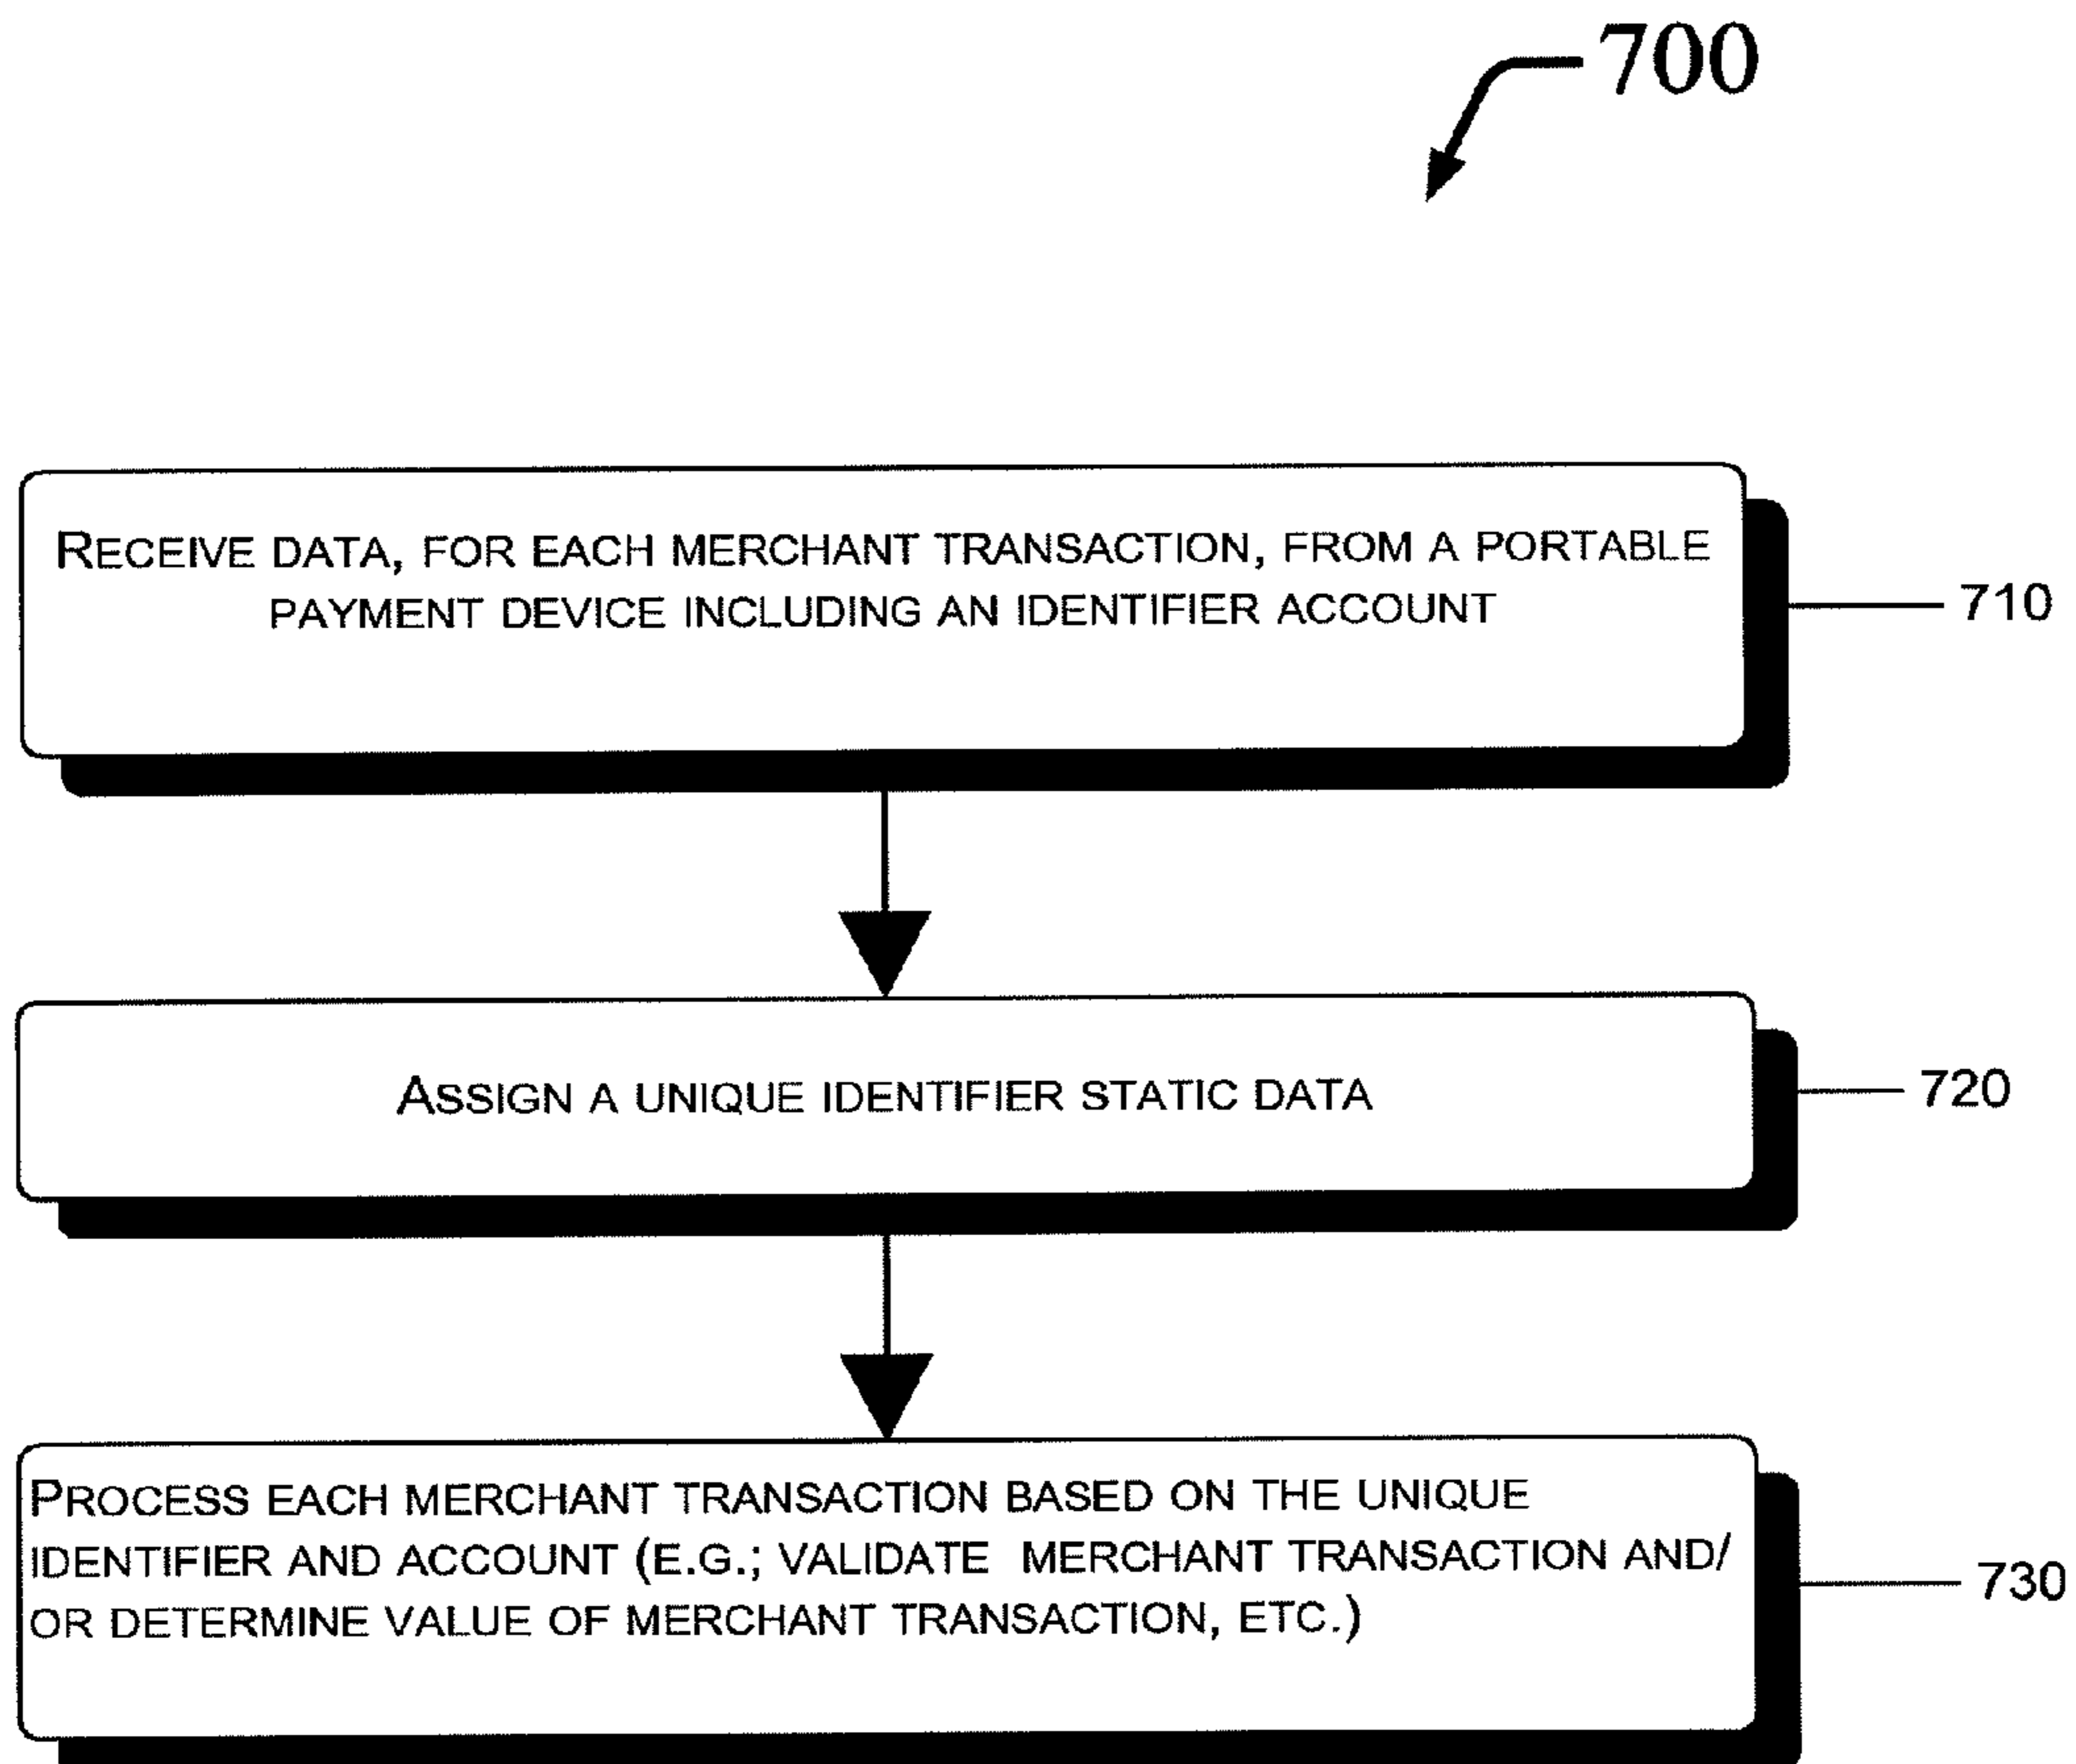 700
RECEIVE DATA, FOR EACH MERCHANT TRANSACTION, FROM A PORTABLE
PAYMENT DEVICE INCLUDING AN IDENTIFIER ACCOUNT
710
ASSIGN A UNIQUE IDENTIFIER STATIC DATA
720
PROCESS EACH MERCHANT TRANSACTION BASED ON THE UNIQUE
IDENTIFIER AND ACCOUNT (E.G.; VALIDATE MERCHANT TRANSACTION AND/
OR DETERMINE VALUE OF MERCHANT TRANSACTION, ETC.)
730